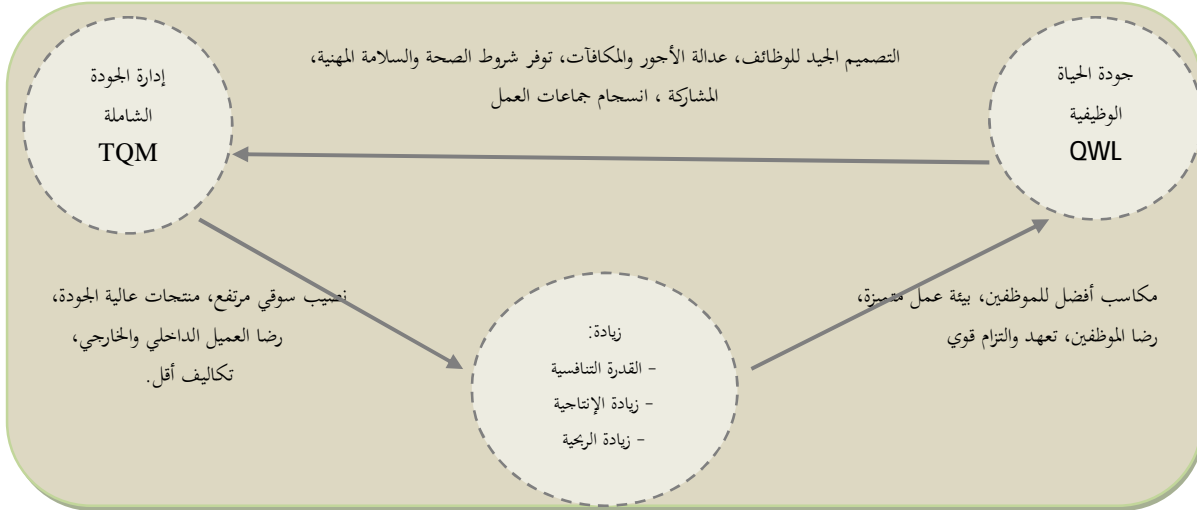 جودة الحياة
الوظيفية
QWL
التصميم الجيد للوظائف، عدالة الأجور والمكافآت، توفر شروط الصحة والسلامة المهنية،
المشاركة ، انسجام جماعات العمل
إدارة الجودة
الشاملة
TQM
مكاسب أفضل للموظفين، بيئة عمل متميزة،
رضا الموظفين، تعهد والتزام قوي
زيادة:
- القدرة التنافسية
- زيادة الإنتاجية
- زيادة الربحية
نصيب سوقي مرتفع، منتجات عالية الجودة،
رضا العميل الداخلي والخارجي،
تكاليف أقل.